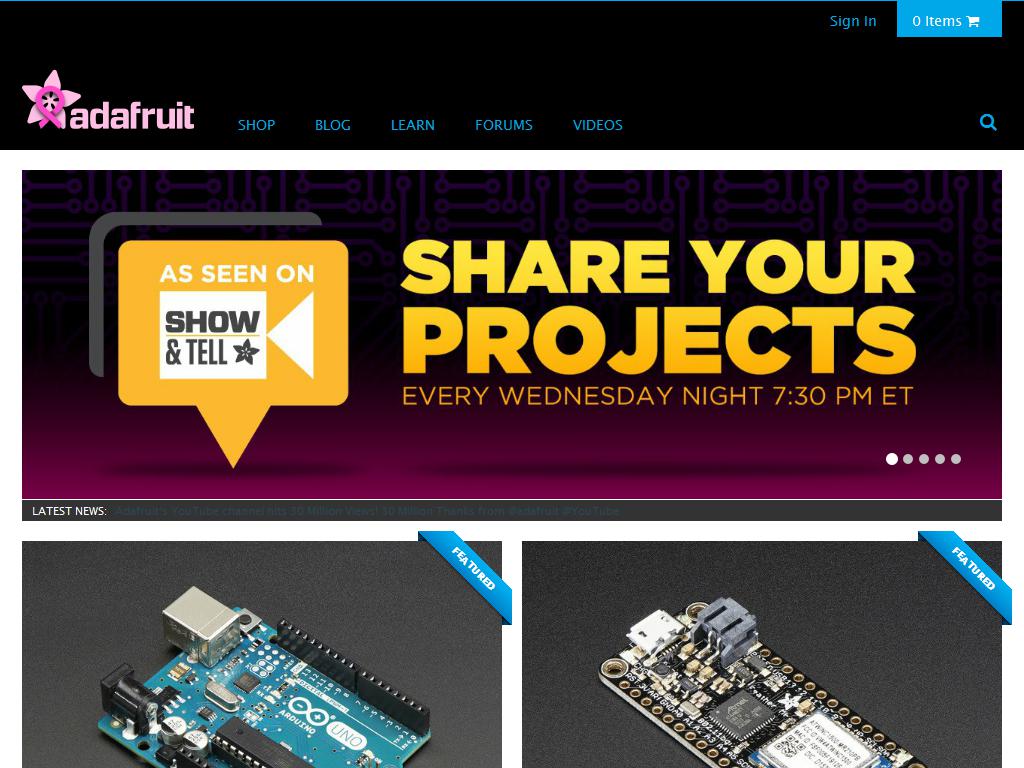 Sign In
0 Items
adafruit
SHOP
BLOG
LEARN
FORUMS
VIDEOS
AS SEEN ON
SHOW
& TELL
SHARE YOUR
PROJECTS
EVERY WEDNESDAY NIGHT 7:30 PM ET
LATEST NEWS: Adafruit's YouTube channel hits 30 Million Views! 30 Million Thanks from @adafruit @YouTube
FEATURED
FEATURED
ARDUINO
UNO